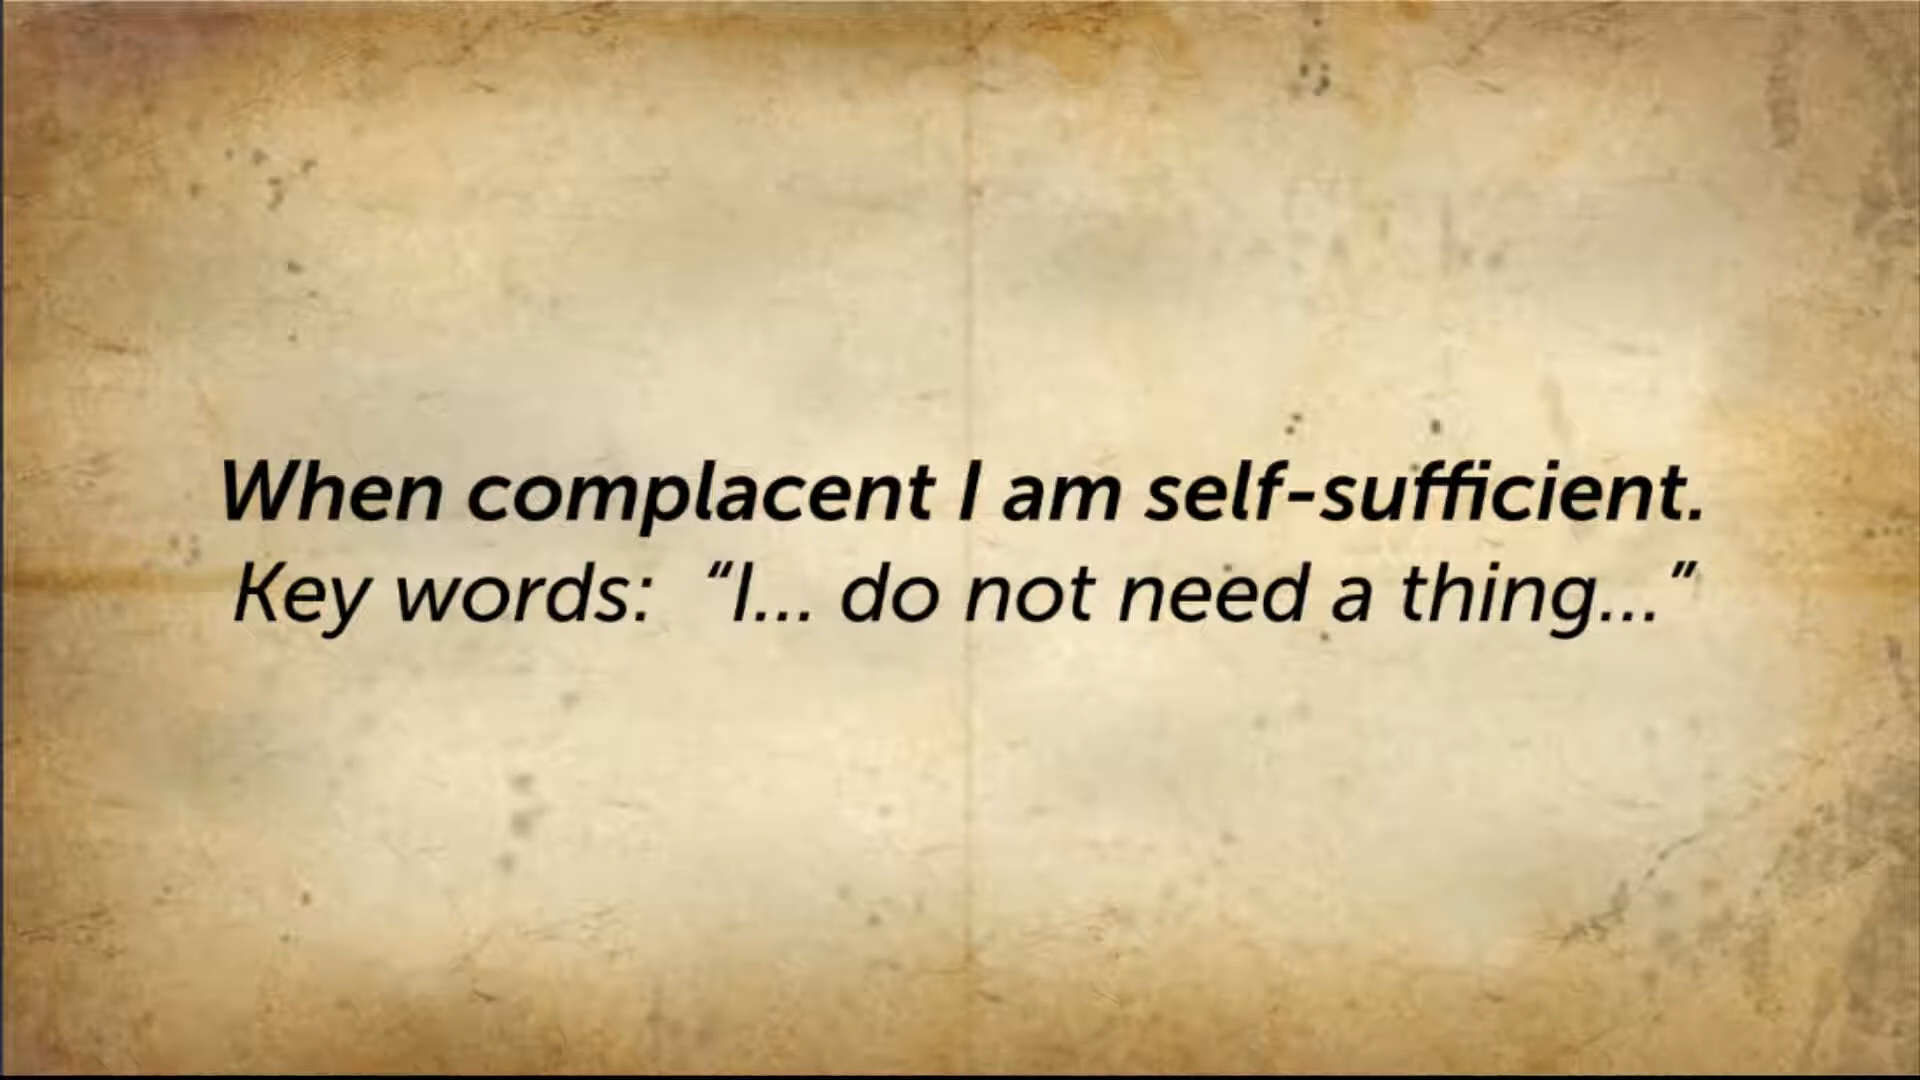 When complacent I am self-sufficient.
Key words:  “I... do not need a thing...”